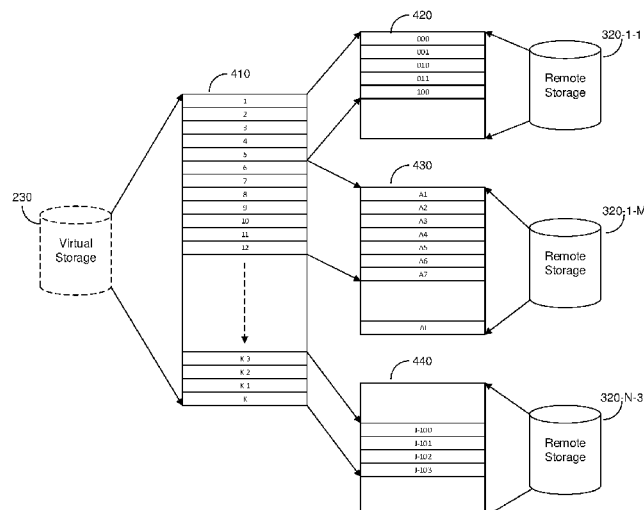 420
000
001
010
011
100
320-1-1
Remote
Storage
410
1
2
3
4
5
6
7
8
9
10
11
12
K 3
K 2
K 1
K
230
Virtual
Storage
430
A1
A2
A3
A4
A5
A6
A7
320-1-M
Remote
Storage
440
J-100
J-101
J-102
J-103
320-N-3
Remote
Storage